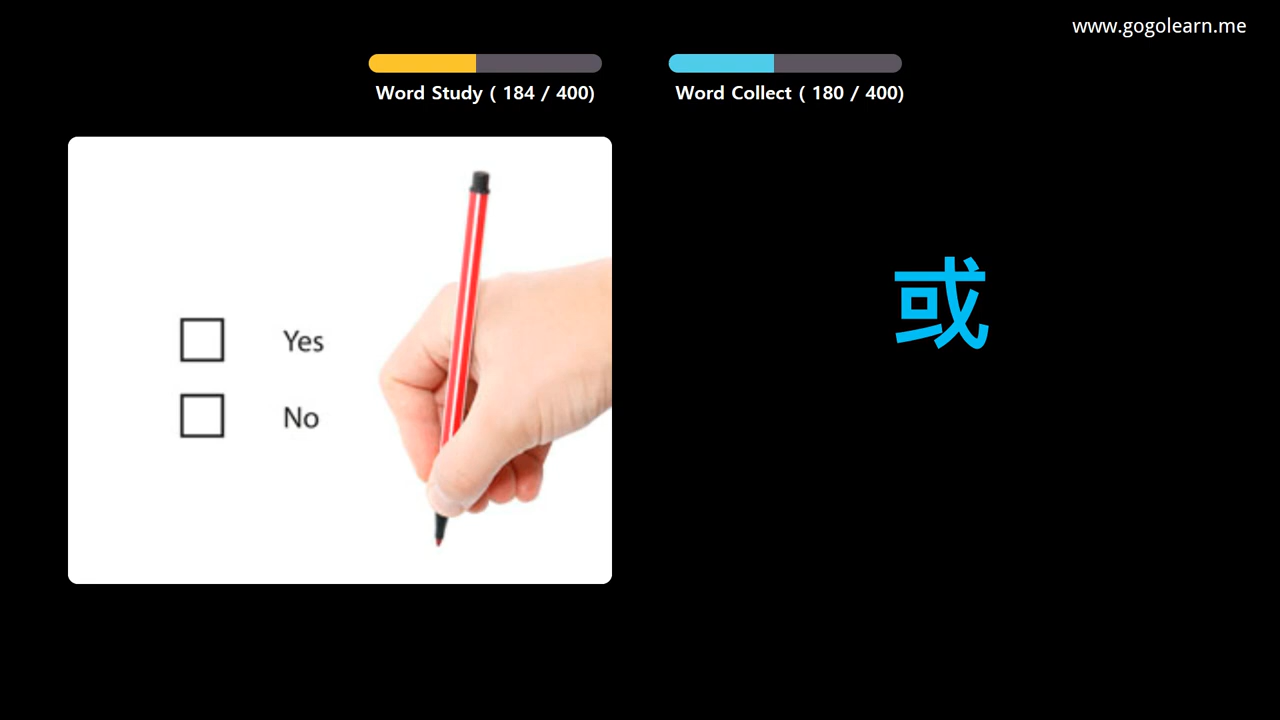 www.gogolearn.me
Word Study ( 184 / 400)
Word Collect ( 180 / 400)
或
Yes
No